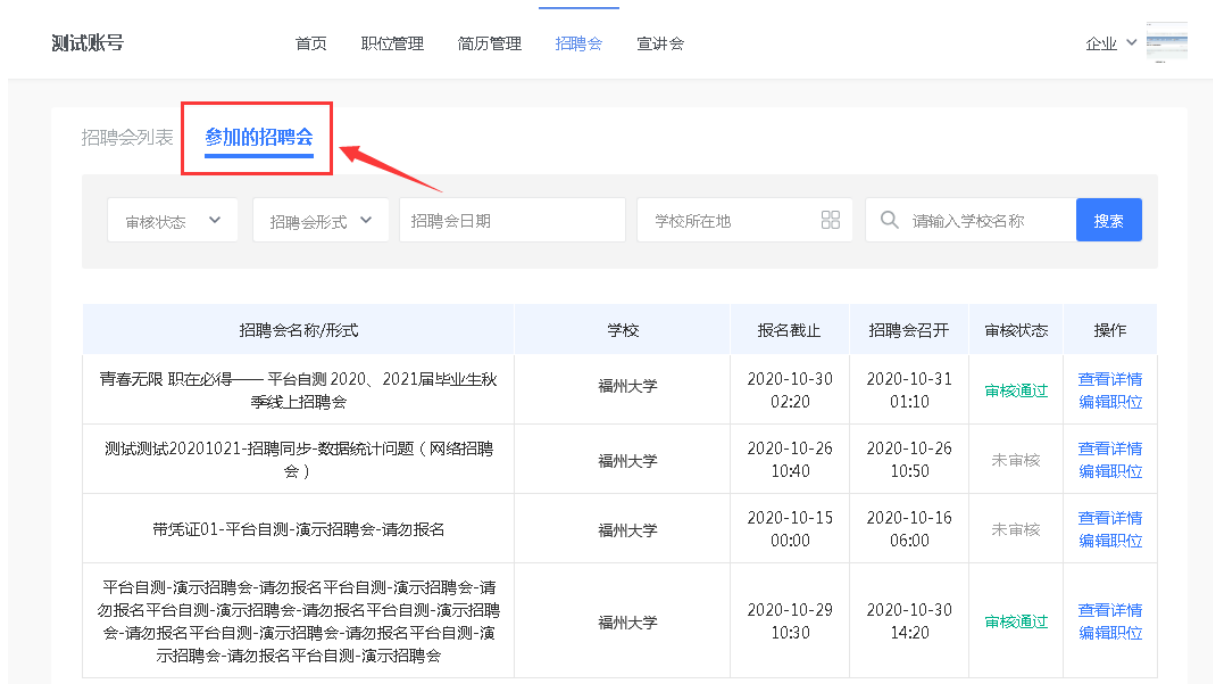 测试账号 首页 职位管理 简历管理 招聘会 宣讲会 企业
招聘会列表 参加的招聘会
审核状态 招聘会形式 招聘会日期 学校所在地 请输入学校名称 搜索
招聘会名称/形式 学校 报名截止 招聘会召开 审核状态 操作
青春无限 职在必得—— 平台自测 2020、2021届毕业生秋
季线上招聘会
福州大学
2020-10-30
02:20
2020-10-31
01:10
审核通过
查看详情
编辑职位
测试测试20201021-招聘同步-数据统计问题（网络招聘
会）
福州大学
2020-10-26
10:40
2020-10-26
10:50
未审核
查看详情
编辑职位
带凭证01-平台自测-演示招聘会-请勿报名
福州大学
2020-10-15
00:00
2020-10-16
06:00
未审核
查看详情
编辑职位
平台自测-演示招聘会-请勿报名平台自测-演示招聘会-请
勿报名平台自测-演示招聘会-请勿报名平台自测-演示招聘
会-请勿报名平台自测-演示招聘会-请勿报名平台自测-演
示招聘会-请勿报名平台自测-演示招聘会
福州大学
2020-10-29
10:30
2020-10-30
14:20
审核通过
查看详情
编辑职位